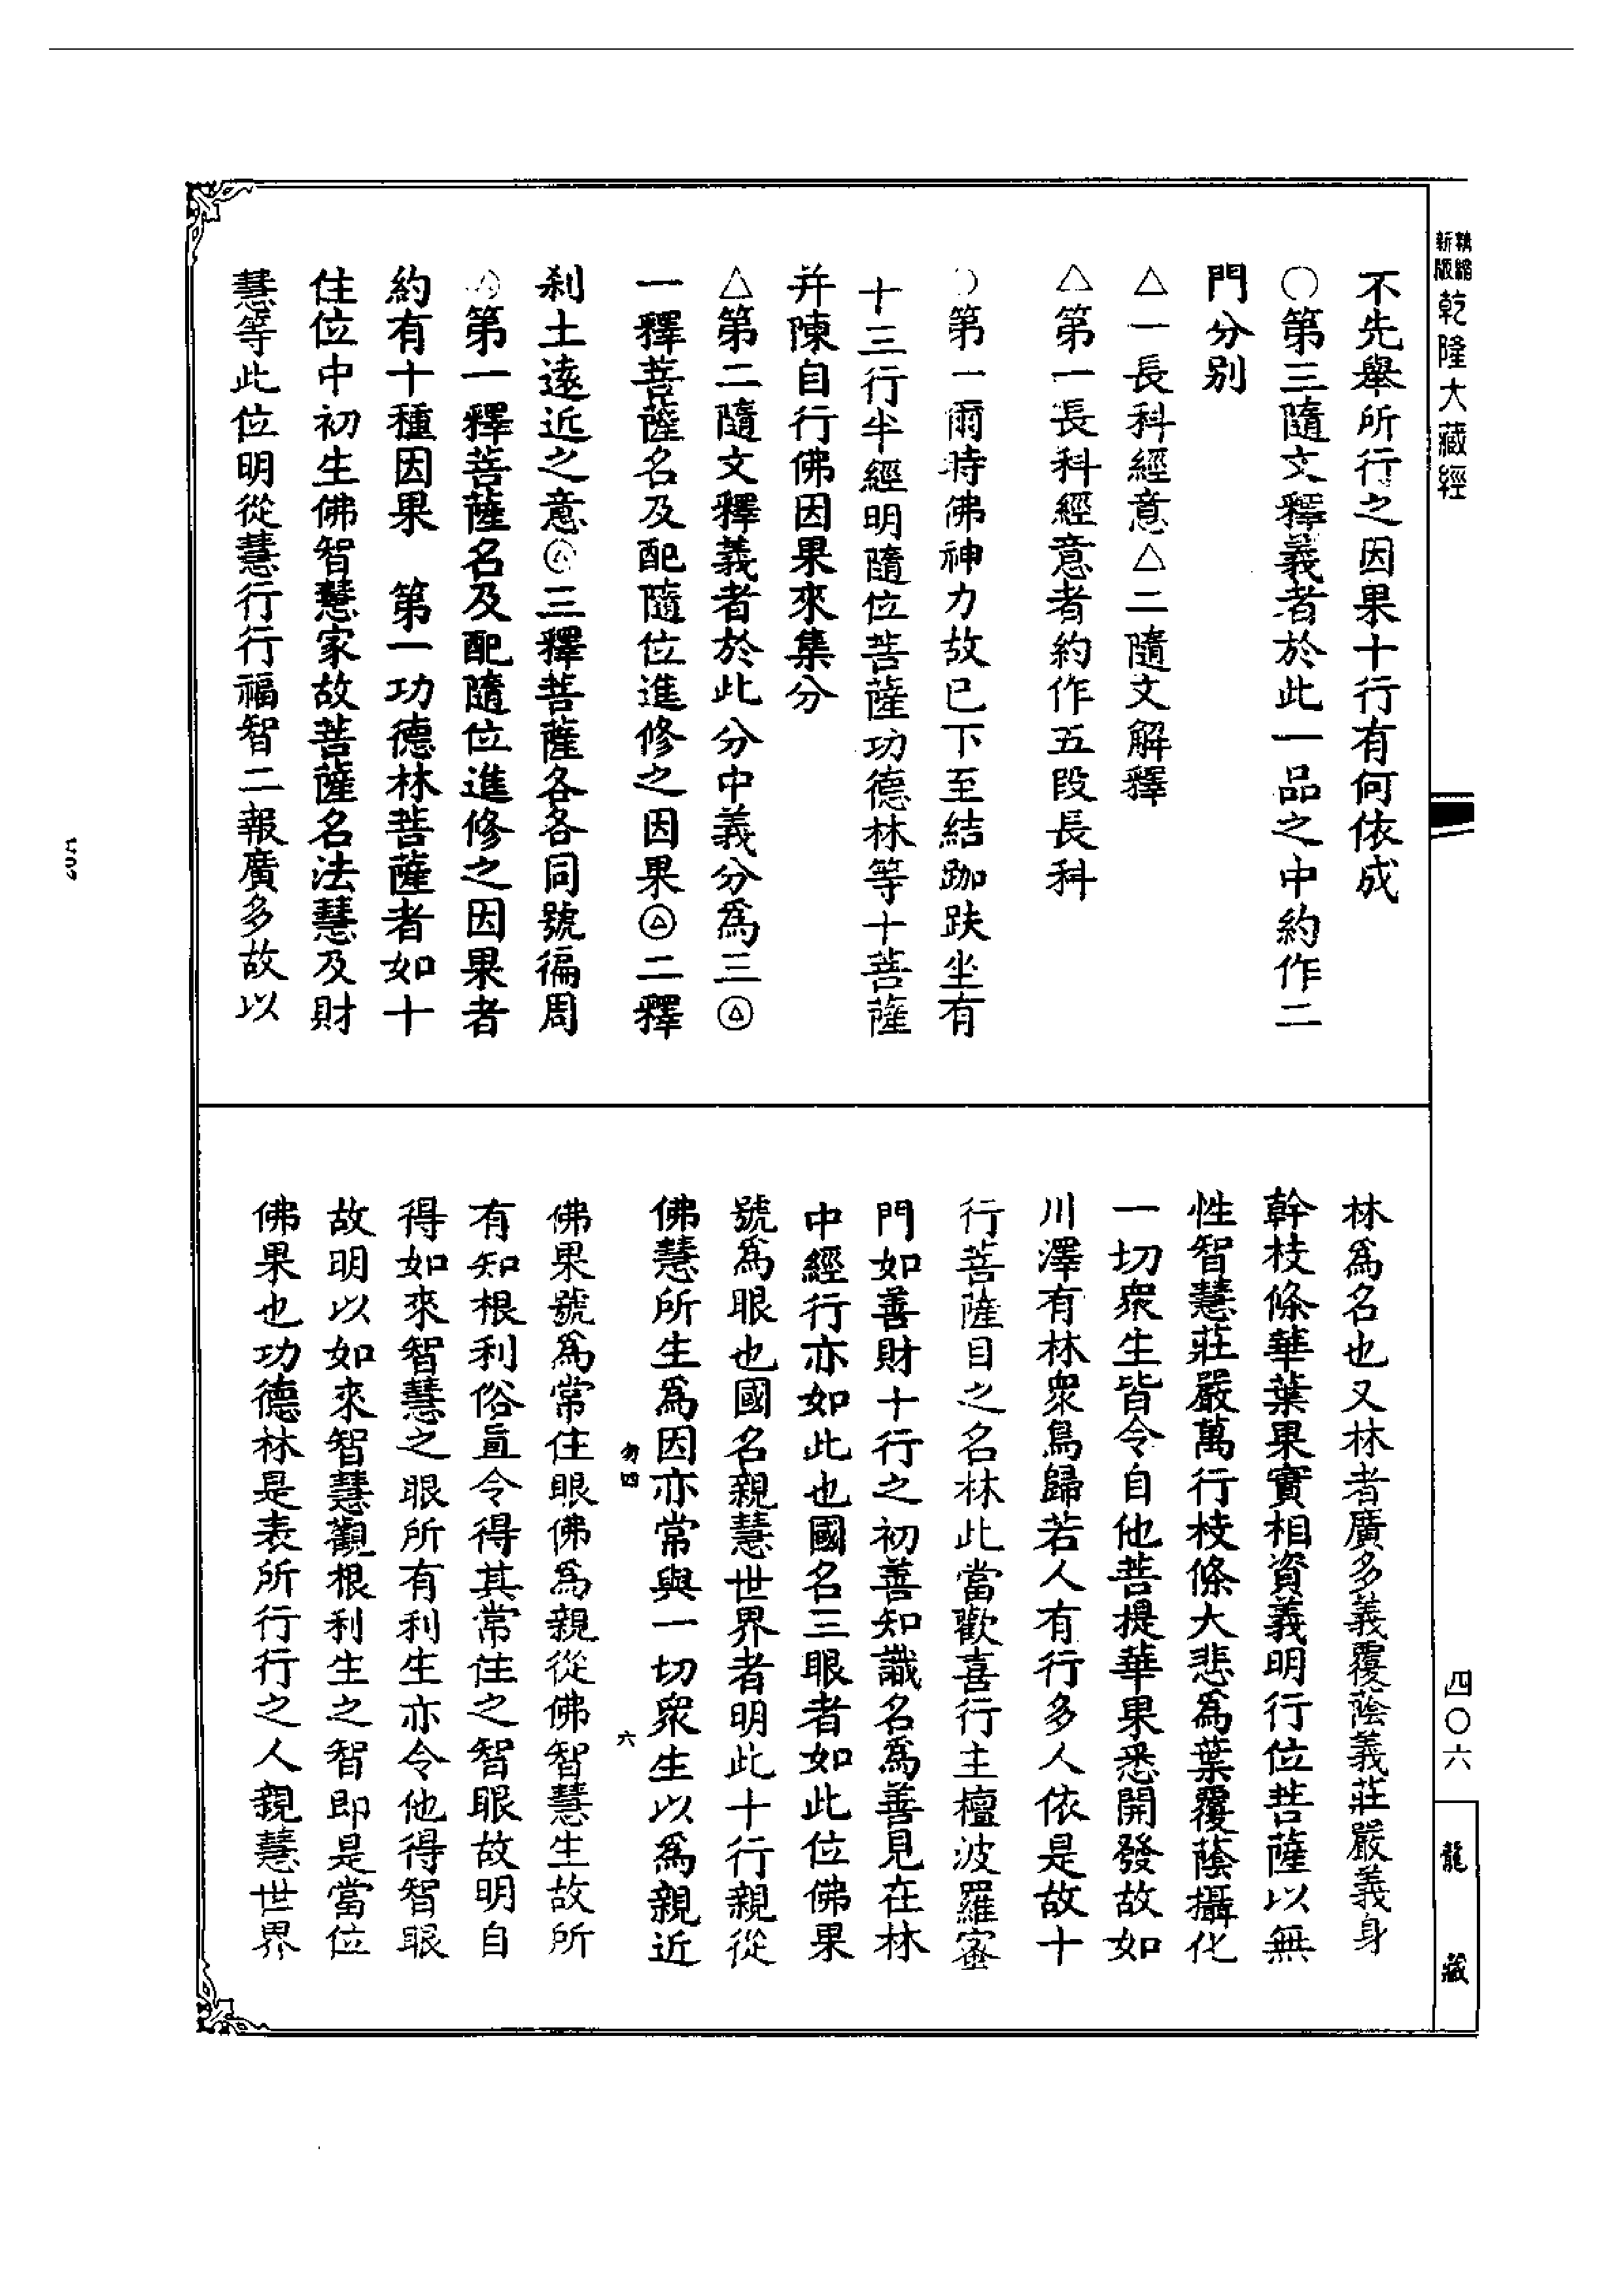 新版
精縮
乾隆大藏經
四〇六
龍藏
不先舉所行之因果十行有何依成
〇第三隨文釋義者於此一品之中約作二
門分别
△一長科經意△二隨文解釋
△第一長科經意者約作五段長科
第一爾時佛神力故已下至結跏趺坐有
十三行半經明隨位菩薩功德林等十菩薩
并陳自行佛因果來集分
△第二隨文釋義者於此分中義分爲三◬
一釋菩薩名及配隨位進修之因果◬二釋
刹土遠近之意◬三釋菩薩各各同號徧周
◬第一釋菩薩名及配隨位進修之因果者
約有十種因果　第一功德林菩薩者如十
住位中初生佛智慧家故菩薩名法慧及財
慧等此位明從慧行行福智二報廣多故以
林爲名也又林者廣多義覆蔭義莊嚴義身
幹枝條華葉果實相資義明行位菩薩以無
性智慧莊嚴萬行枝條大悲爲葉覆蔭攝化
一切衆生皆令自他菩提華果悉開發故如
川澤有林衆鳥歸若人有行多人依是故十
行菩薩目之名林此當歡喜行主檀波羅蜜
門如善財十行之初善知識名爲善見在林
中經行亦如此也國名三眼者如此位佛果
號爲眼也國名親慧世界者明此十行親從
佛慧所生爲因亦常與一切衆生以爲親近
勿四　六
佛果號爲常住眼佛爲親從佛智慧生故所
有知根利俗直令得其常住之智眼故明自
得如來智慧之眼所有利生亦令他得智眼
故明以如來智慧觀根利生之智即是當位
佛果也功德林是表所行行之人親慧世界